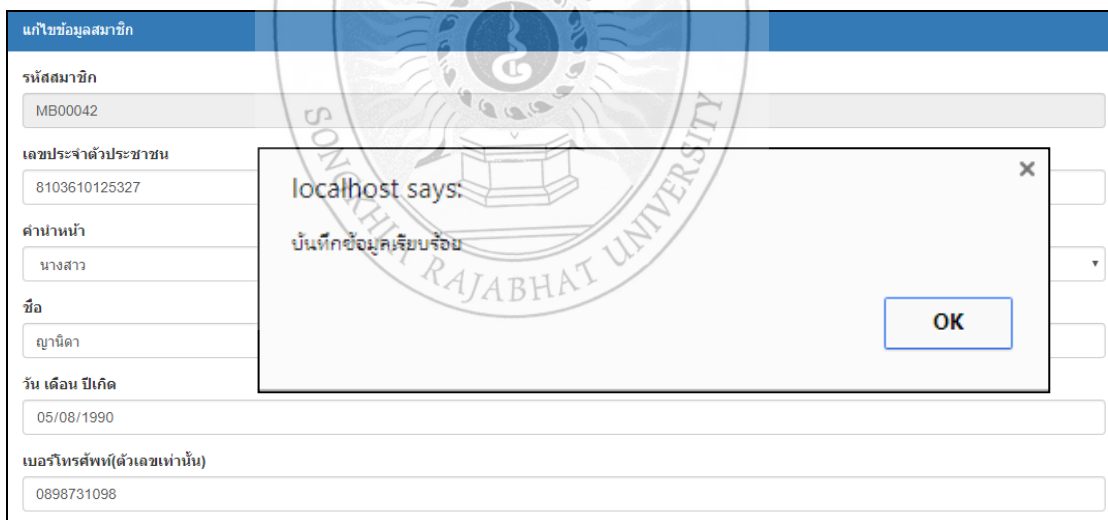 แก้ไขข้อมูลสมาชิก
รหัสสมาชิก
MB00042
เลขประจำตัวประชาชน
8103610125327
คำนำหน้า
นางสาว
ชื่อ
ญานิดา
วัน เดือน ปีเกิด
05/08/1990
เบอร์โทรศัพท์(ตัวเลขเท่านั้น)
0898731098
localhost says:
บันทึกข้อมูลเรียบร้อย
OK
SONGKHLA RAJABHAT UNIVERSITY